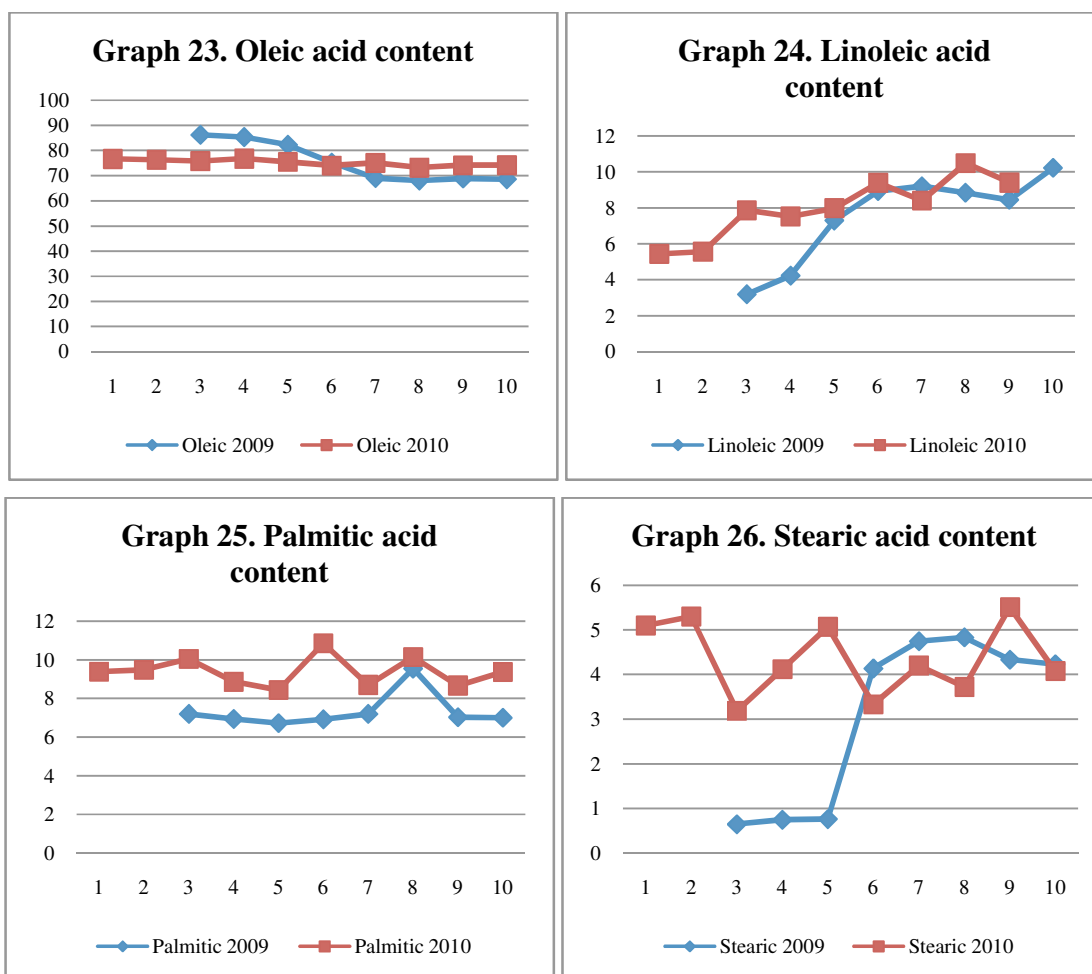 Graph 23. Oleic acid content
100
90
80
70
60
50
40
30
20
10
0
1 2 3 4 5 6 7 8 9 10
Oleic 2009 Oleic 2010
Graph 24. Linoleic acid
content
12
10
8
6
4
2
0
1 2 3 4 5 6 7 8 9 10
Linoleic 2009 Linoleic 2010
Graph 25. Palmitic acid
content
12
10
8
6
4
2
0
1 2 3 4 5 6 7 8 9 10
Palmitic 2009 Palmitic 2010
Graph 26. Stearic acid content
6
5
4
3
2
1
0
1 2 3 4 5 6 7 8 9 10
Stearic 2009 Stearic 2010